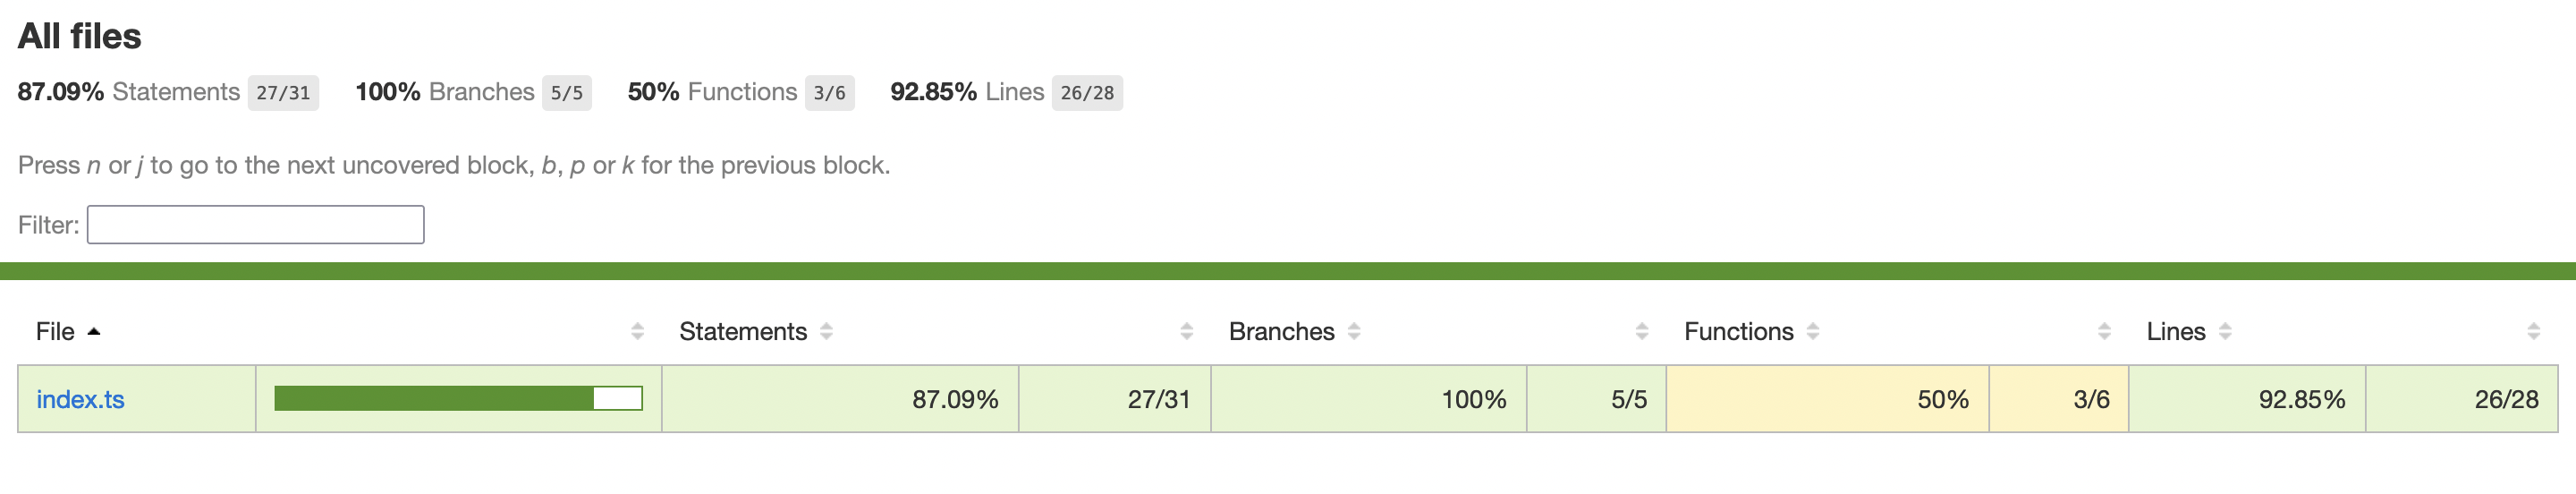 All files
87.09% Statements 27/31 100% Branches 5/5 50% Functions 3/6 92.85% Lines 26/28
Press n or j to go to the next uncovered block, b, p or k for the previous block.
Filter:
File Statements Branches Functions Lines
index.ts 87.09% 27/31 100% 5/5 50% 3/6 92.85% 26/28